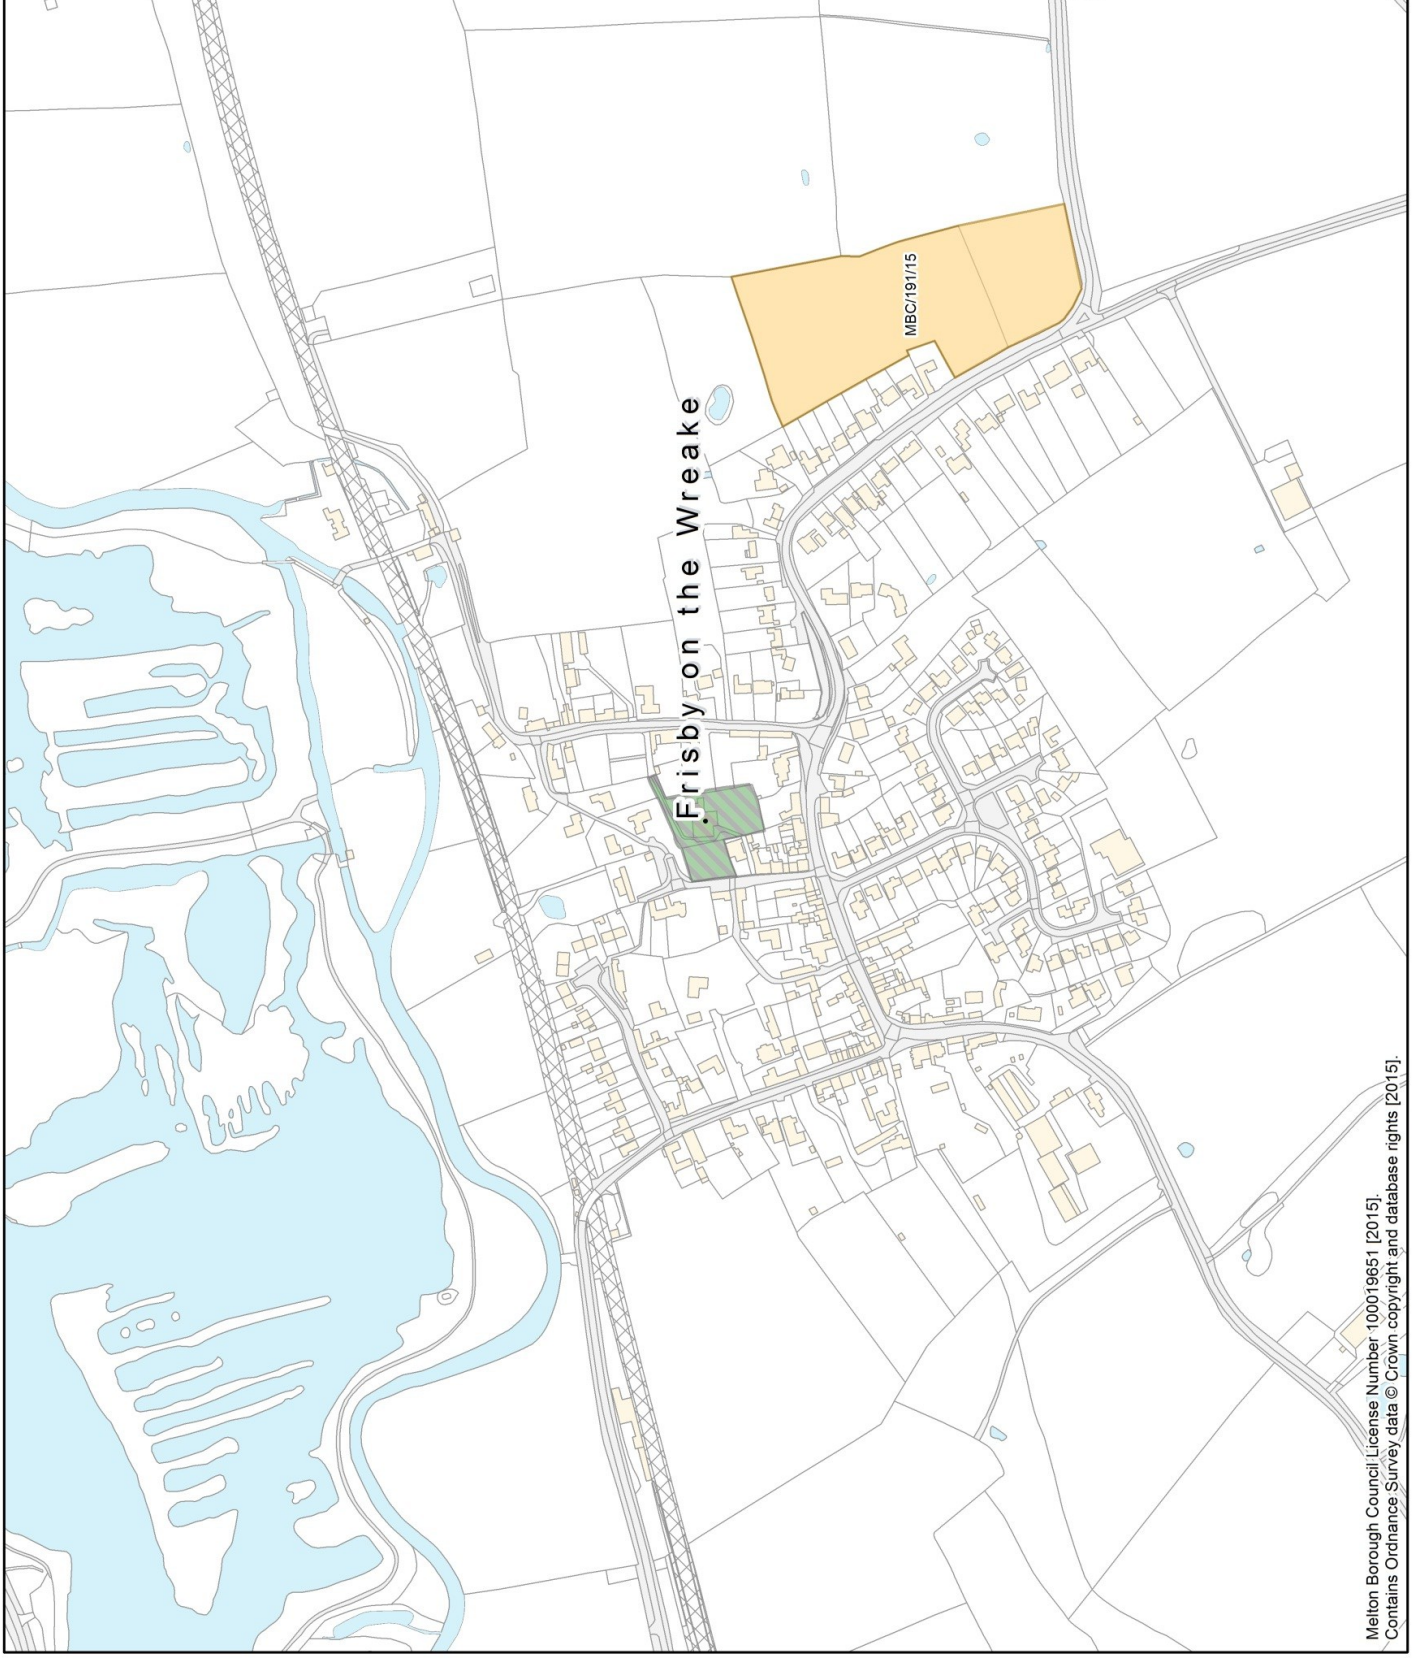 Frisby on the Wreake
MBC/191/15
Melton Borough Council License Number 100019651 [2015].
Contains Ordnance Survey data © Crown copyright and database rights [2015].